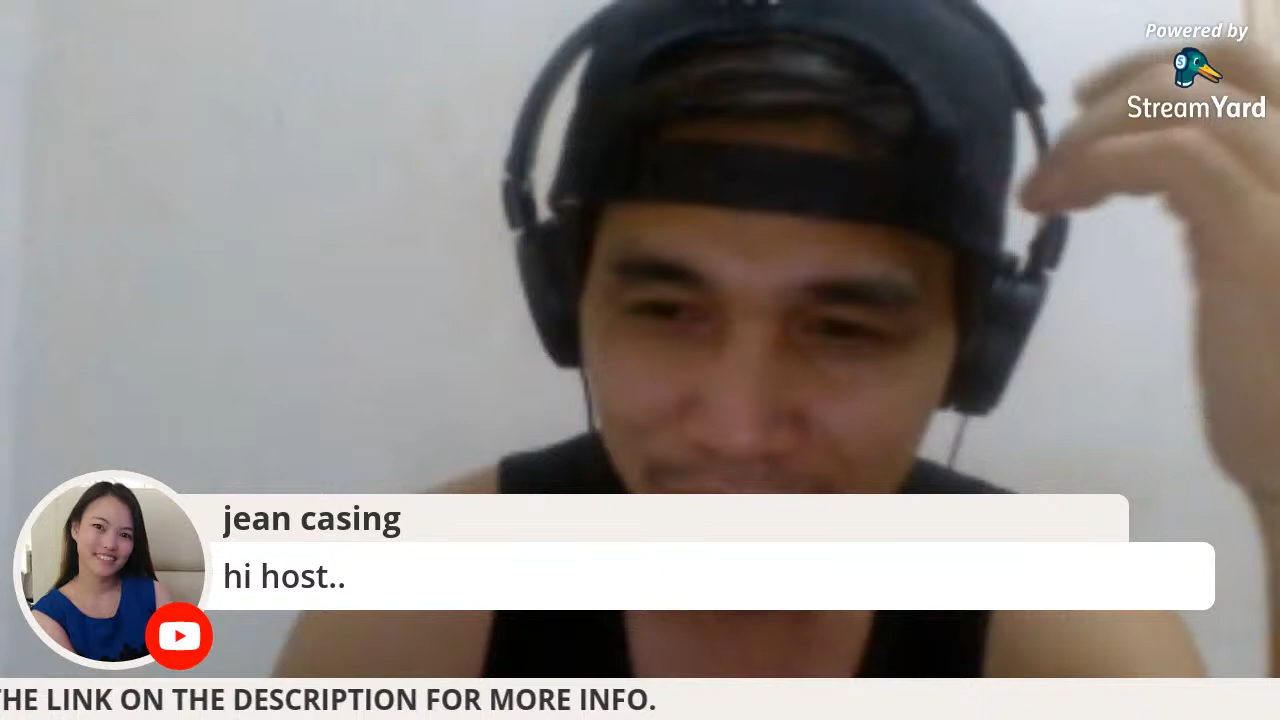 Powered by
StreamYard
jean casing
hi host..
THE LINK ON THE DESCRIPTION FOR MORE INFO.